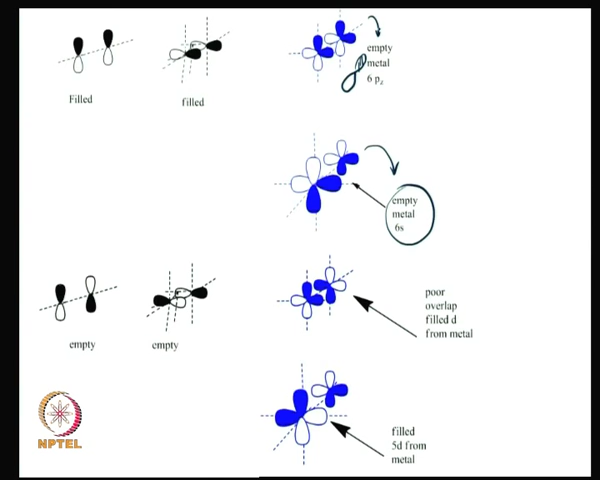 Filled
filled
empty
metal
6 pz
empty
metal
6s
empty
empty
poor
overlap
filled d
from metal
filled
5d from
metal
NPTEL